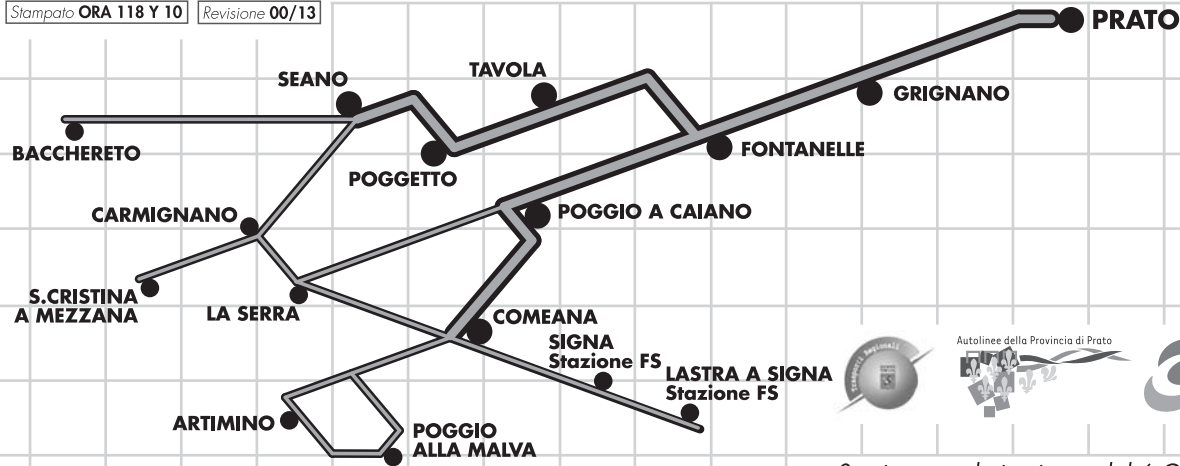 Stampato ORA 118 Y 10
Revisione 00/13
PRATO
SEANO
TAVOLA
GRIGNANO
BACCHERETO
FONTANELLE
POGGETTO
CARMIGNANO
POGGIO A CAIANO
S.CRISTINA
A MEZZANA
LA SERRA
COMEANA
SIGNA
Stazione FS
LASTRA A SIGNA
Stazione FS
Autolinee della Provincia di Prato
ARTIMINO
POGGIO
ALLA MALVA